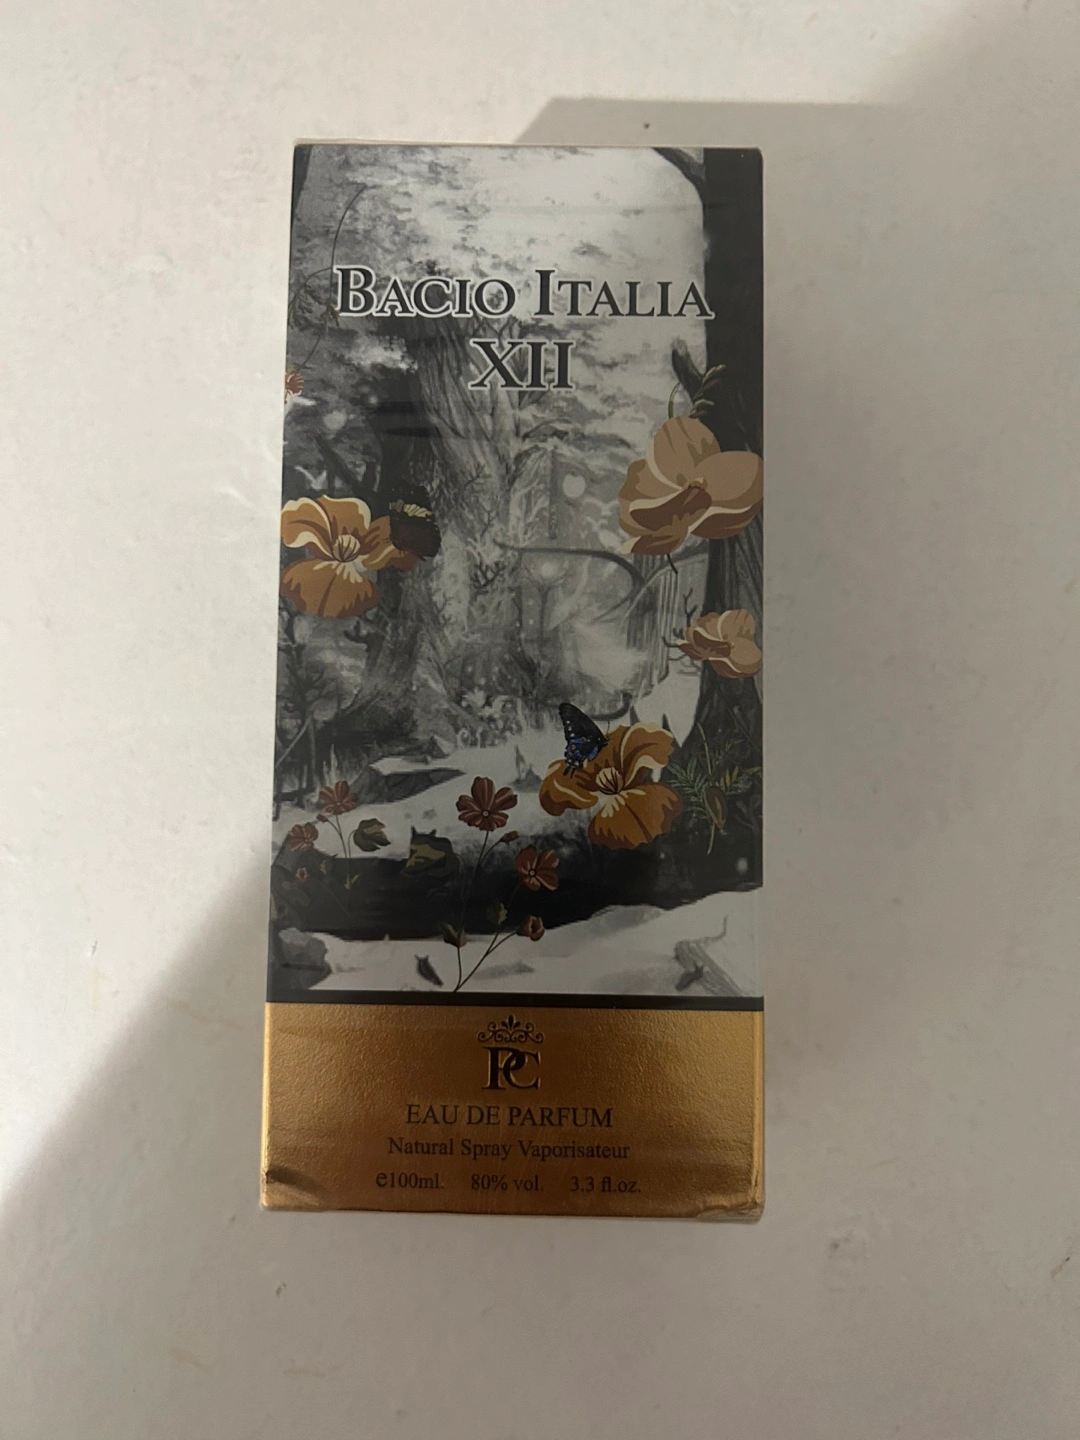 BACIO ITALIA
XII
PC
EAU DE PARFUM
Natural Spray Vaporisateur
℮100ml. 80% vol. 3.3 fl.oz.